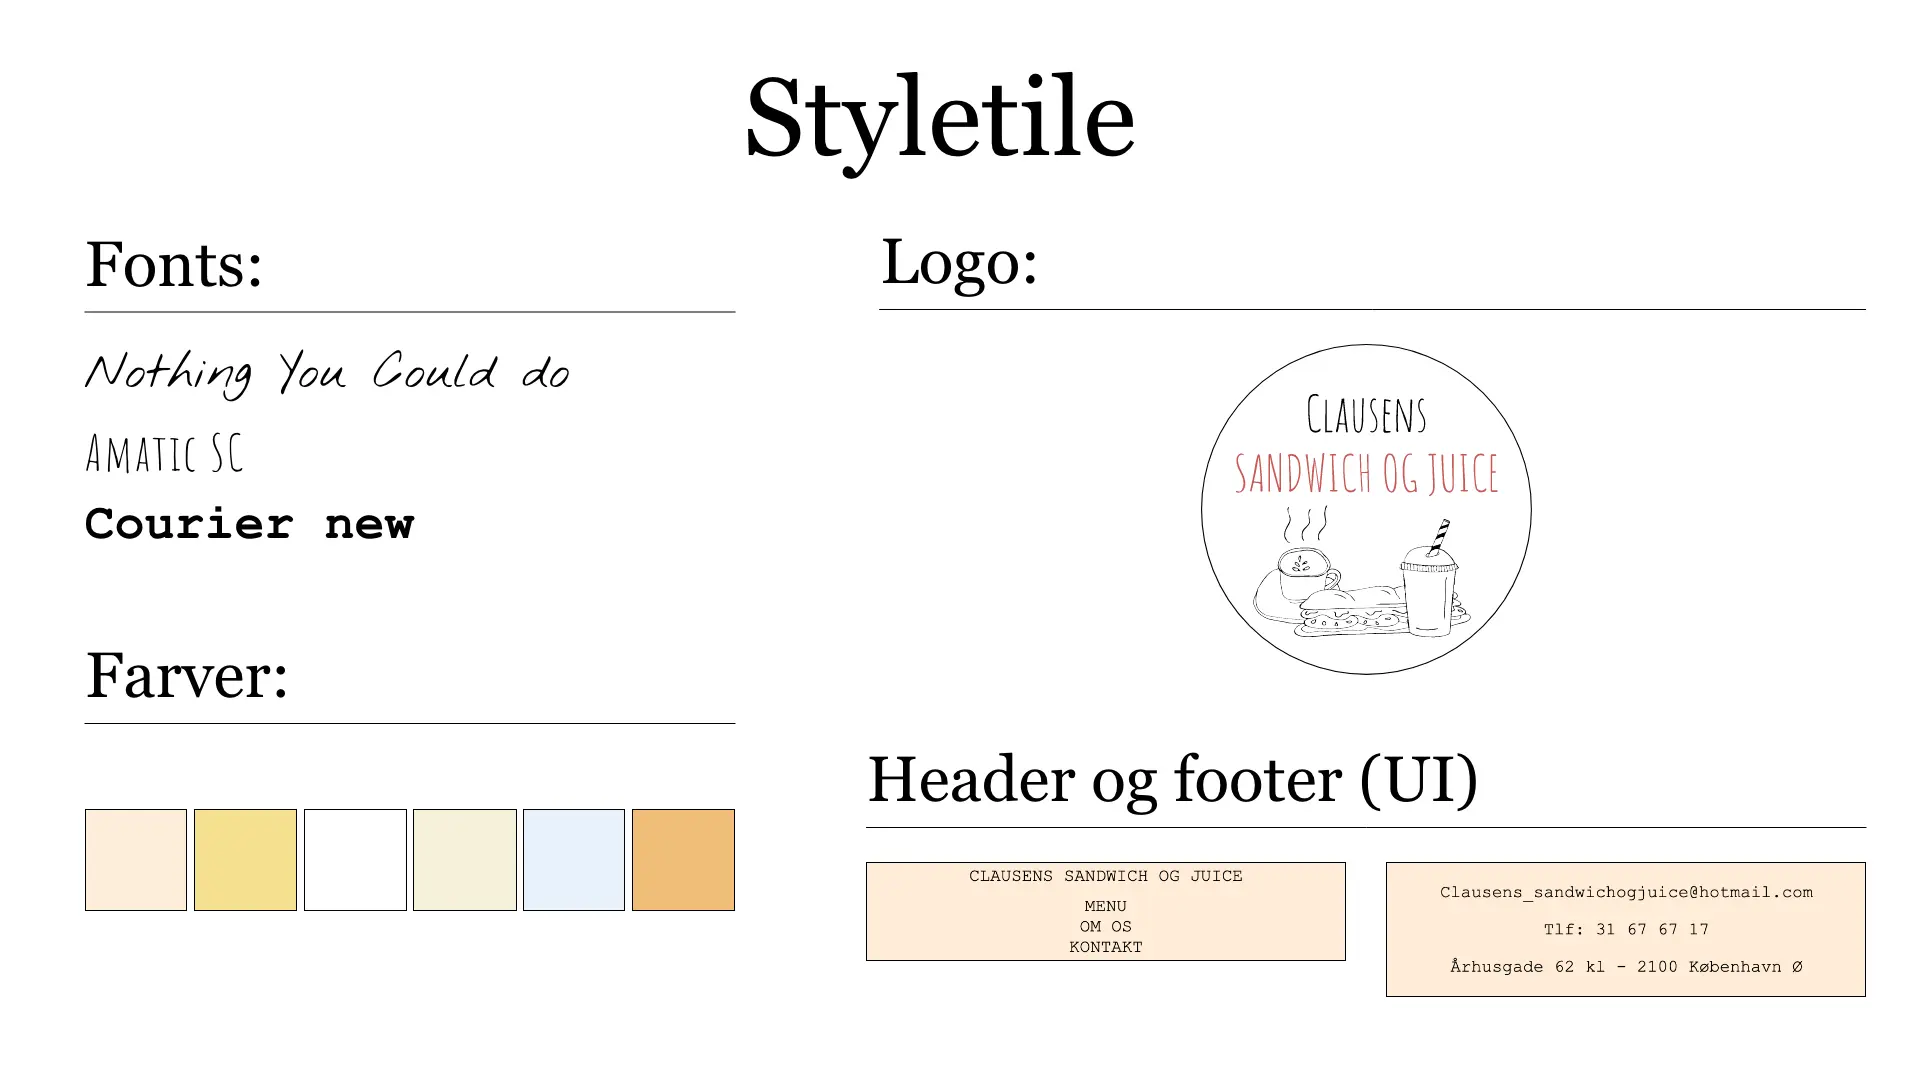 Styletile
Fonts:
Nothing You Could do
AMATIC SC
Courier new
Farver:
Logo:
CLAUSENS
SANDWICH OG JUICE
Header og footer (UI)
CLAUSENS SANDWICH OG JUICE
MENU
OM OS
KONTAKT
Clausens_sandwichogjuice@hotmail.com
Tlf: 31 67 67 17
Århusgade 62 kl - 2100 København Ø